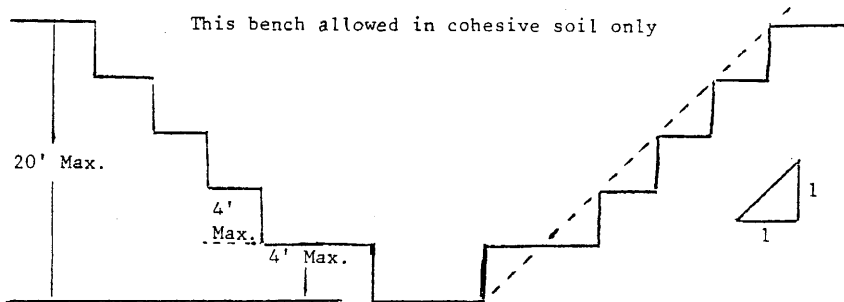 This bench allowed in cohesive soil only
20' Max.
4'
Max.
4' Max.
1
1